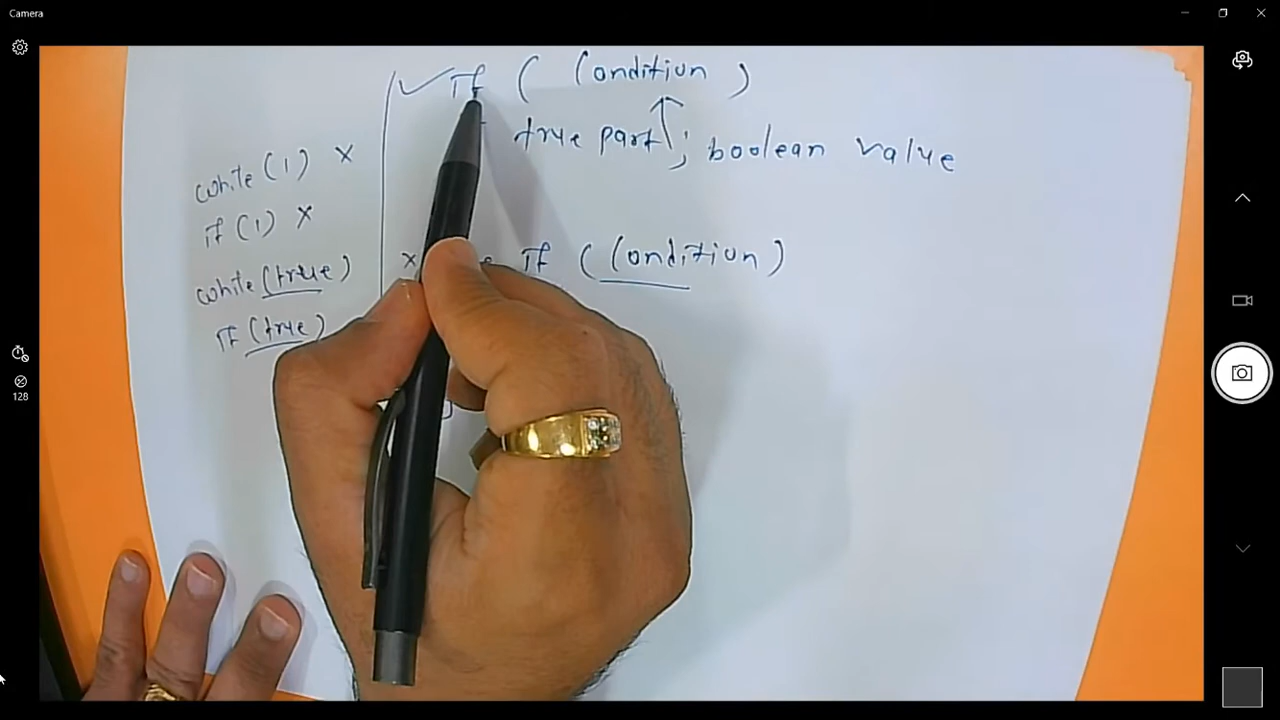 Camera
if ( Condition )
true part ; boolean value
while (1) x
if (1) x
if (Condition)
while (true)
if (true)
128